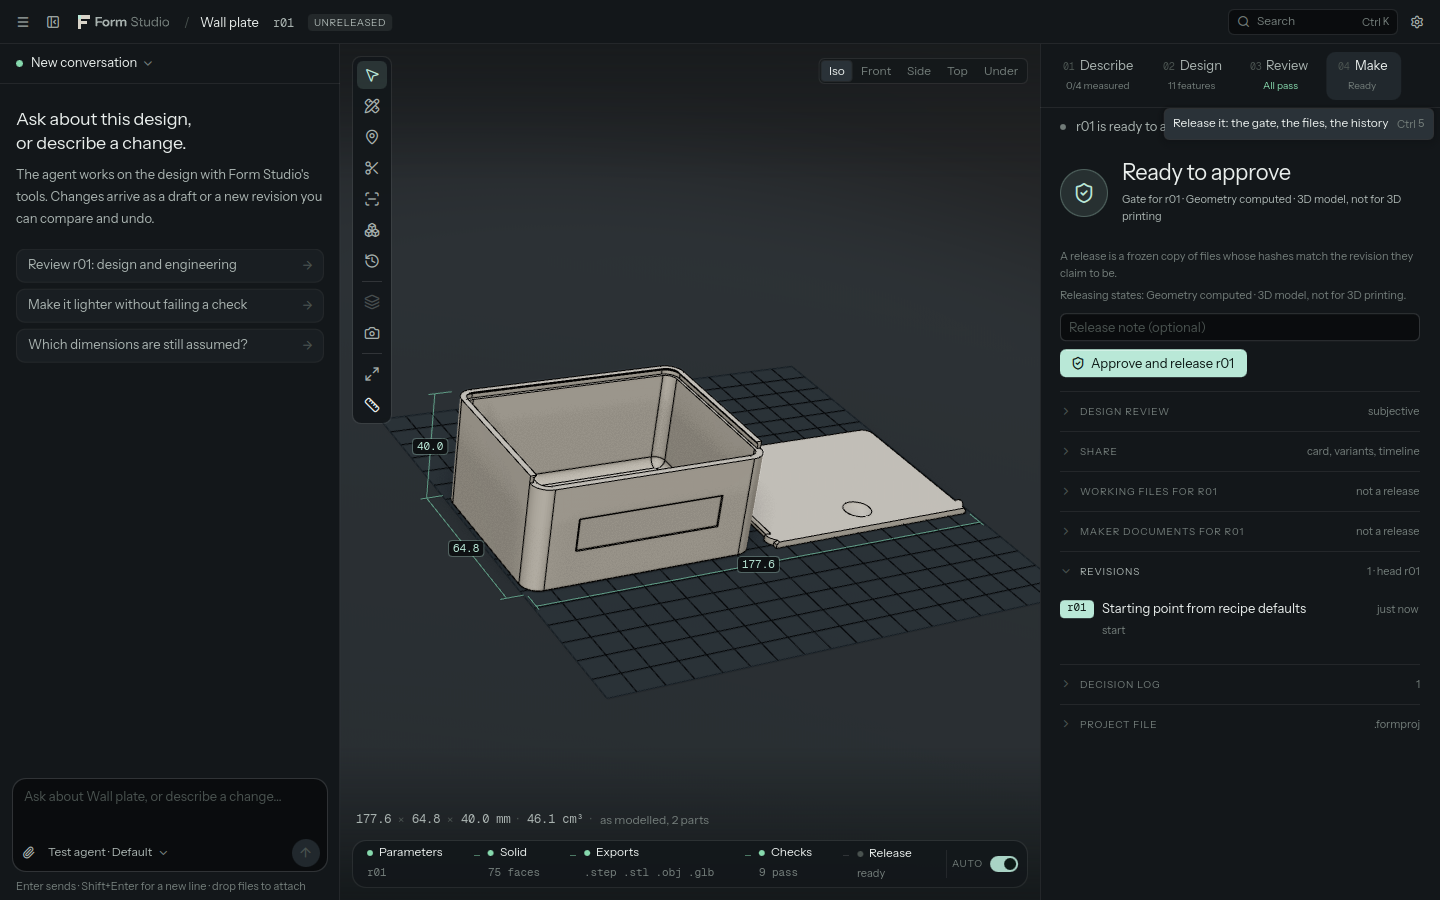 Form Studio / Wall plate r01 UNRELEASED
Search Ctrl K
New conversation
Ask about this design,
or describe a change.
The agent works on the design with Form Studio's
tools. Changes arrive as a draft or a new revision you
can compare and undo.
Review r01: design and engineering
Make it lighter without failing a check
Which dimensions are still assumed?
Ask about Wall plate, or describe a change...
Test agent · Default
Enter sends · Shift+Enter for a new line · drop files to attach
Iso Front Side Top Under
40.0
64.8
177.6
177.6 × 64.8 × 40.0 mm · 46.1 cm³ · as modelled, 2 parts
Parameters
r01
Solid
75 faces
Exports
.step .stl .obj .glb
Checks
9 pass
Release
ready
AUTO
01 Describe
0/4 measured
02 Design
11 features
03 Review
All pass
04 Make
Ready
r01 is ready to a
Release it: the gate, the files, the history Ctrl 5
Ready to approve
Gate for r01 · Geometry computed · 3D model, not for 3D
printing
A release is a frozen copy of files whose hashes match the revision they
claim to be.
Releasing states: Geometry computed · 3D model, not for 3D printing.
Release note (optional)
Approve and release r01
DESIGN REVIEW subjective
SHARE card, variants, timeline
WORKING FILES FOR R01 not a release
MAKER DOCUMENTS FOR R01 not a release
REVISIONS 1 · head r01
r01 Starting point from recipe defaults just now
start
DECISION LOG 1
PROJECT FILE .formproj